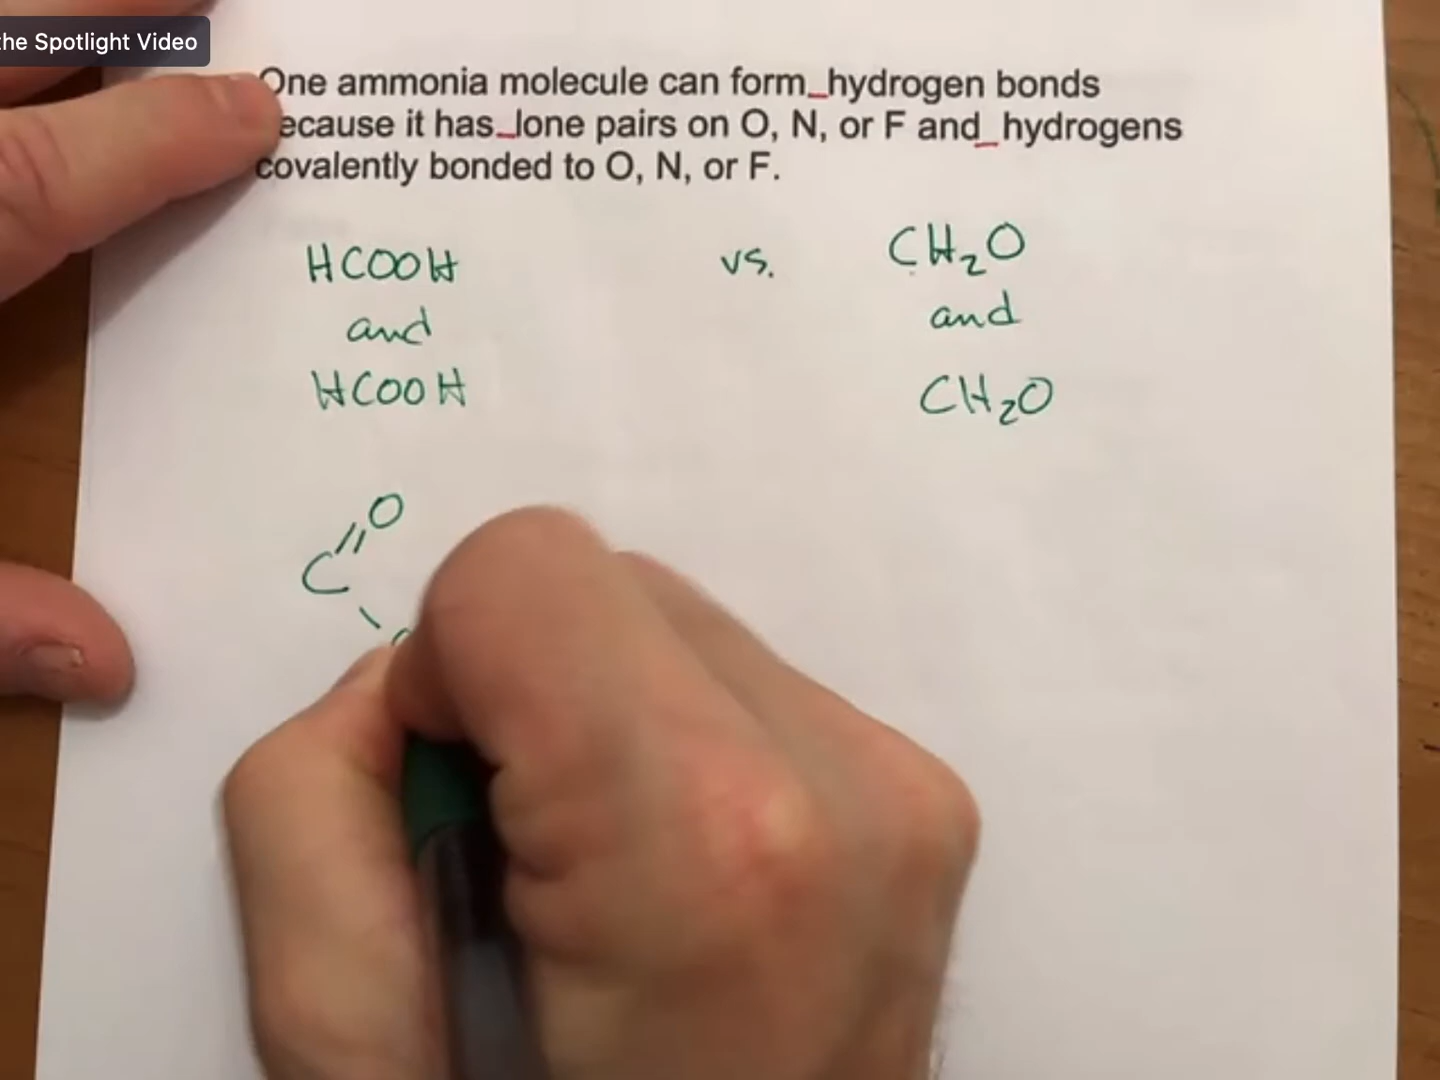 the Spotlight Video
One ammonia molecule can form_hydrogen bonds
ecause it has_lone pairs on O, N, or F and_hydrogens
covalently bonded to O, N, or F.
HCOOH vs. CH₂O
and and
HCOOH CH₂O
O
C